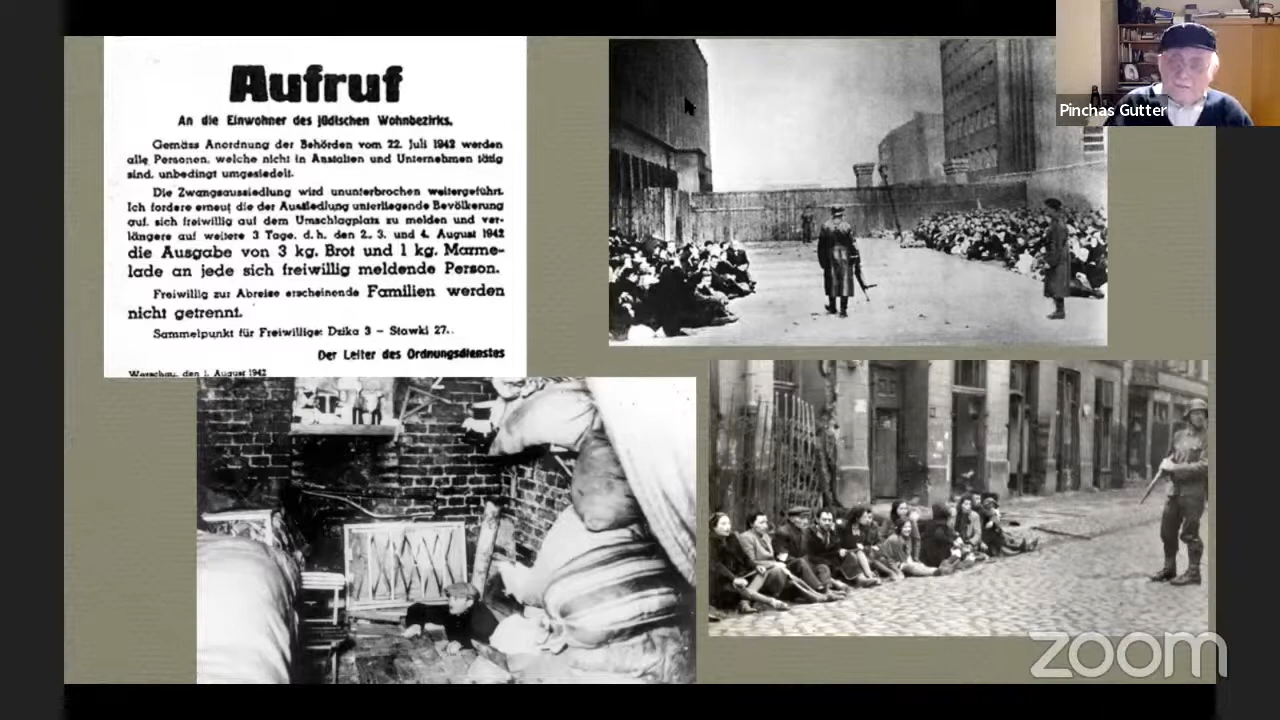 Aufruf
An die Einwohner des jüdischen Wohnbezirks.
Gemäss Anordnung der Behörden vom 22. Juli 1942 werden
alle Personen, welche nicht in Anstalten und Unternehmen tätig
sind, unbedingt umgesiedelt.
Die Zwangsaussiedlung wird ununterbrochen weitergeführt.
Ich fordere erneut die der Aussiedlung unterliegende Bevölkerung
auf, sich freiwillig auf dem Umschlagplatz zu melden und ver-
längere auf weitere 3 Tage, d. h. den 2., 3. und 4. August 1942
die Ausgabe von 3 kg. Brot und 1 kg. Marme-
lade an jede sich freiwillig meldende Person.
Freiwillig zur Abreise erscheinende Familien werden
nicht getrennt.
Sammelpunkt für Freiwillige: Dzika 3 – Stawki 27.
Der Leiter des Ordnungsdienstes
Warschau, den 1. August 1942
Pinchas Gutter
zoom